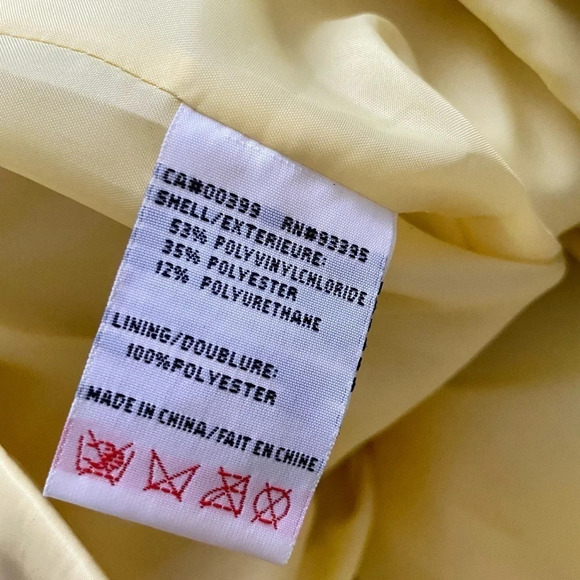 CA#00399 RN#93395
SHELL/EXTERIEURE:
53% POLYVINYLCHLORIDE
35% POLYESTER
12% POLYURETHANE
LINING/DOUBLURE:
100%POLYESTER
MADE IN CHINA/FAIT EN CHINE